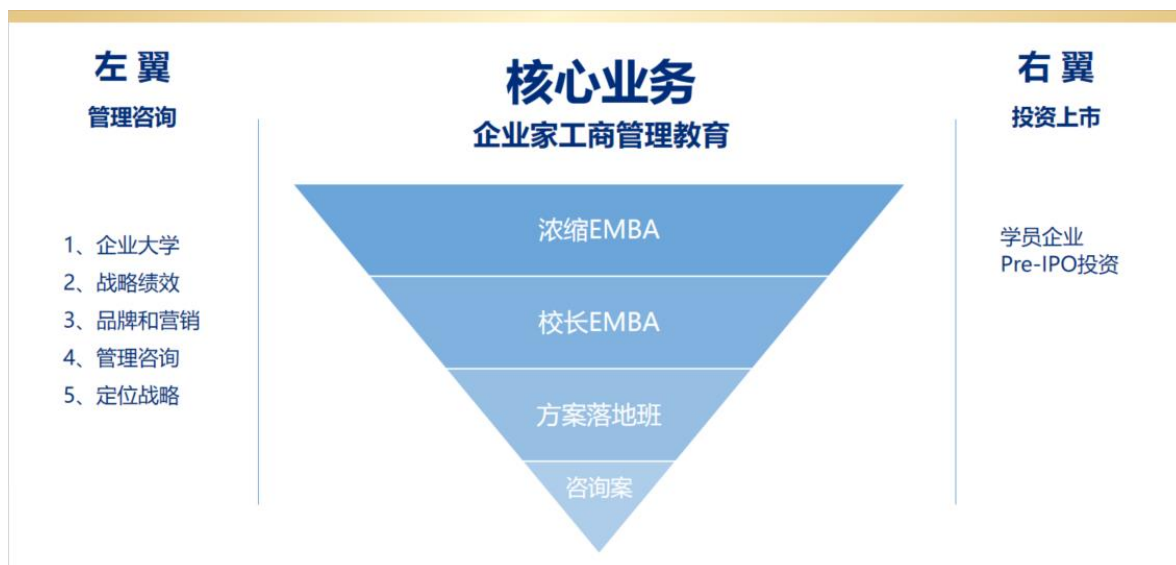 左翼
管理咨询
1、企业大学
2、战略绩效
3、品牌和营销
4、管理咨询
5、定位战略
核心业务
企业家工商管理教育
浓缩EMBA
校长EMBA
方案落地班
咨询案
右翼
投资上市
学员企业
Pre-IPO投资